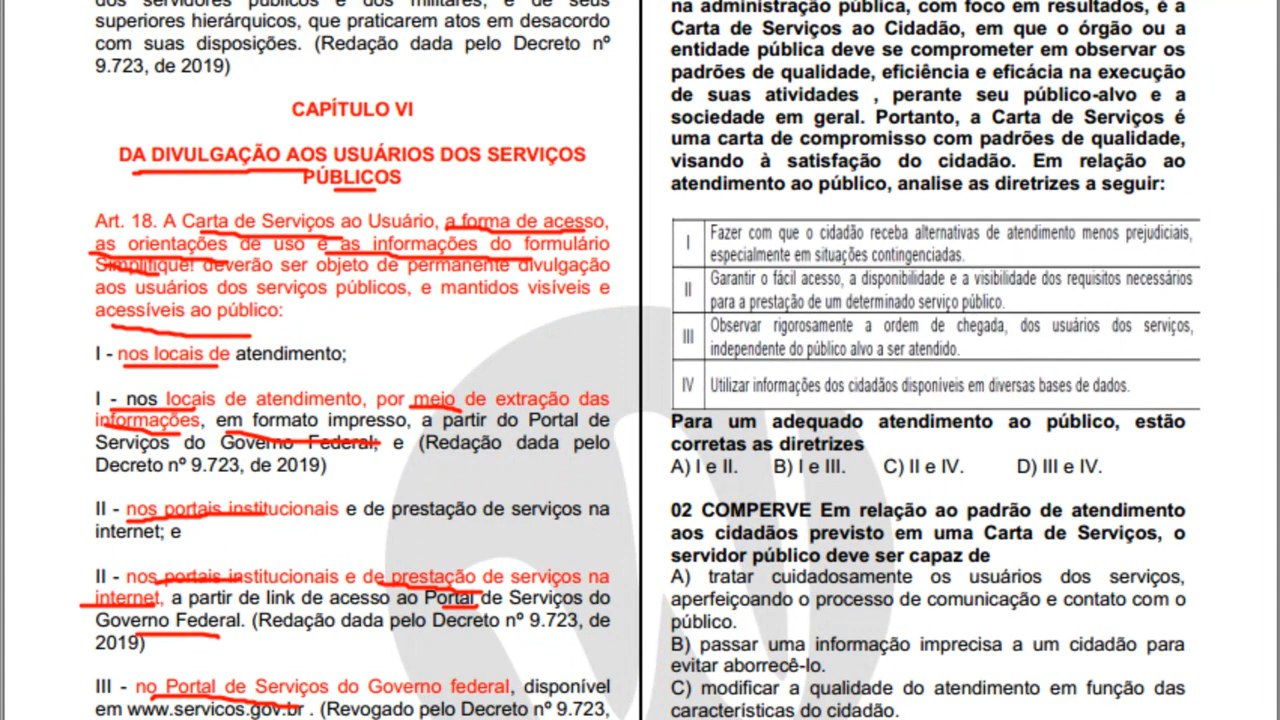 dos servidores públicos e dos militares, e de seus
superiores hierárquicos, que praticarem atos em desacordo
com suas disposições. (Redação dada pelo Decreto nº
9.723, de 2019)
CAPÍTULO VI
DA DIVULGAÇÃO AOS USUÁRIOS DOS SERVIÇOS
PÚBLICOS
Art. 18. A Carta de Serviços ao Usuário, a forma de acesso,
as orientações de uso e as informações do formulário
Simplifique! deverão ser objeto de permanente divulgação
aos usuários dos serviços públicos, e mantidos visíveis e
acessíveis ao público:
I - nos locais de atendimento;
I - nos locais de atendimento, por meio de extração das
informações, em formato impresso, a partir do Portal de
Serviços do Governo Federal; e (Redação dada pelo
Decreto nº 9.723, de 2019)
II - nos portais institucionais e de prestação de serviços na
internet; e
II - nos portais institucionais e de prestação de serviços na
internet, a partir de link de acesso ao Portal de Serviços do
Governo Federal. (Redação dada pelo Decreto nº 9.723, de
2019)
III - no Portal de Serviços do Governo federal, disponível
em www.servicos.gov.br . (Revogado pelo Decreto nº 9.723,
na administração pública, com foco em resultados, é a
Carta de Serviços ao Cidadão, em que o órgão ou a
entidade pública deve se comprometer em observar os
padrões de qualidade, eficiência e eficácia na execução
de suas atividades , perante seu público-alvo e a
sociedade em geral. Portanto, a Carta de Serviços é
uma carta de compromisso com padrões de qualidade,
visando à satisfação do cidadão. Em relação ao
atendimento ao público, analise as diretrizes a seguir:
I Fazer com que o cidadão receba alternativas de atendimento menos prejudiciais,
especialmente em situações contingenciadas.
II Garantir o fácil acesso, a disponibilidade e a visibilidade dos requisitos necessários
para a prestação de um determinado serviço público.
III Observar rigorosamente a ordem de chegada, dos usuários dos serviços,
independente do público alvo a ser atendido.
IV Utilizar informações dos cidadãos disponíveis em diversas bases de dados.
Para um adequado atendimento ao público, estão
corretas as diretrizes
A) I e II. B) I e III. C) II e IV. D) III e IV.
02 COMPERVE Em relação ao padrão de atendimento
aos cidadãos previsto em uma Carta de Serviços, o
servidor público deve ser capaz de
A) tratar cuidadosamente os usuários dos serviços,
aperfeiçoando o processo de comunicação e contato com o
público.
B) passar uma informação imprecisa a um cidadão para
evitar aborrecê-lo.
C) modificar a qualidade do atendimento em função das
características do cidadão.